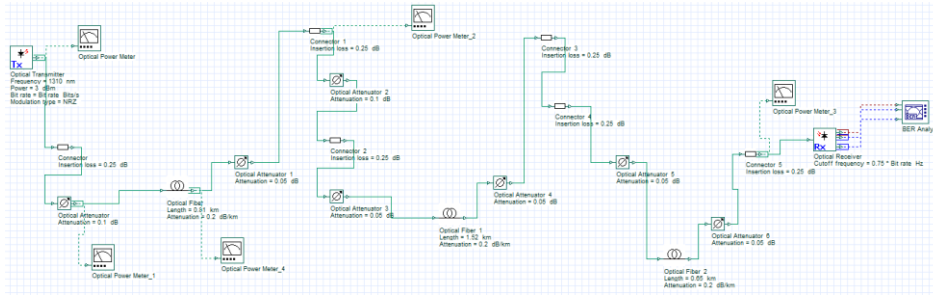 Tx
Optical Transmitter
Frequency = 1310 nm
Power = 3 dBm
Bit rate = Bit rate Bits/s
Modulation type = NRZ
Optical Power Meter
Connector
Insertion loss = 0.25 dB
Optical Attenuator
Attenuation = 0.1 dB
Optical Power Meter_1
Optical Fiber
Length = 0.91 km
Attenuation = 0.2 dB/km
Optical Power Meter_4
Optical Attenuator 1
Attenuation = 0.05 dB
Connector 1
Insertion loss = 0.25 dB
Optical Power Meter_2
Optical Attenuator 2
Attenuation = 0.1 dB
Connector 2
Insertion loss = 0.25 dB
Optical Attenuator 3
Attenuation = 0.05 dB
Optical Fiber 1
Length = 1.52 km
Attenuation = 0.2 dB/km
Optical Attenuator 4
Attenuation = 0.05 dB
Connector 3
Insertion loss = 0.25 dB
Connector 4
Insertion loss = 0.25 dB
Optical Attenuator 5
Attenuation = 0.05 dB
Optical Fiber 2
Length = 0.65 km
Attenuation = 0.2 dB/km
Optical Attenuator 6
Attenuation = 0.05 dB
Connector 5
Insertion loss = 0.25 dB
Optical Power Meter_3
Rx
Optical Receiver
Cutoff frequency = 0.75 * Bit rate Hz
BER
BER Analy